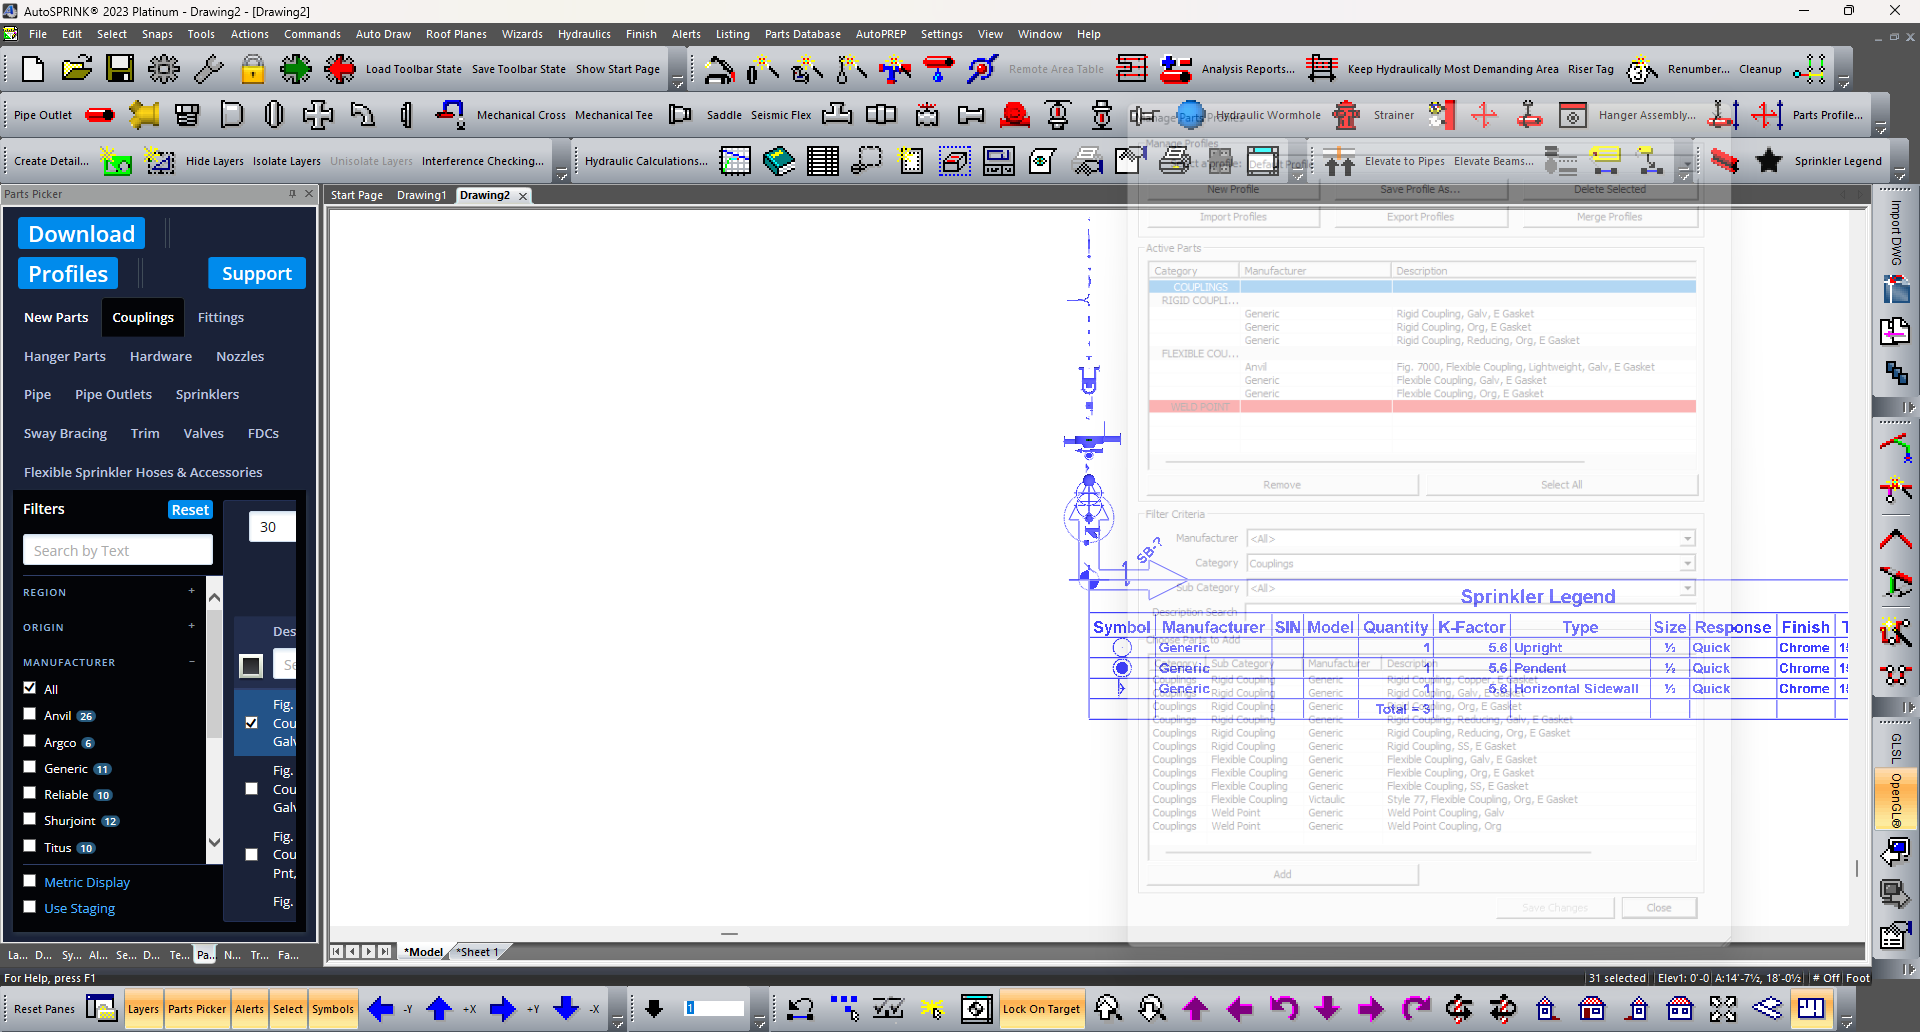 AutoSPRINK® 2023 Platinum - Drawing2 - [Drawing2]
File Edit Select Snaps Tools Actions Commands Auto Draw Roof Planes Wizards Hydraulics Finish Alerts Listing Parts Database AutoPREP Settings View Window Help
Load Toolbar State Save Toolbar State Show Start Page Remote Area Table Analysis Reports... Keep Hydraulically Most Demanding Area Riser Tag Renumber... Cleanup
Pipe Outlet Mechanical Cross Mechanical Tee Saddle Seismic Flex Hydraulic Wormhole Strainer Hanger Assembly... Parts Profile...
Create Detail... Hide Layers Isolate Layers Unisolate Layers Interference Checking... Hydraulic Calculations... Elevate to Pipes Elevate Beams... Sprinkler Legend
Parts Picker
Start Page Drawing1 Drawing2
Download
Profiles Support
New Parts Couplings Fittings
Hanger Parts Hardware Nozzles
Pipe Pipe Outlets Sprinklers
Sway Bracing Trim Valves FDCs
Flexible Sprinkler Hoses & Accessories
Filters Reset
Search by Text
30
REGION +
ORIGIN +
MANUFACTURER −
All
Anvil 26
Argco 6
Generic 11
Reliable 10
Shurjoint 12
Titus 10
Metric Display
Use Staging
Des
Se
Fig.
Cou
Galv
Fig.
Cou
Galv
Fig.
Cou
Pnt,
Fig.
La... D... Sy... Al... Se... D... Te... Pa... N... Tr... Fa...
Manage Profiles
Default Profi
New Profile Save Profile As... Delete Selected
Import Profiles Export Profiles Merge Profiles
Active Parts
Category Manufacturer Description
COUPLINGS
RIGID COUPLI...
Generic Rigid Coupling, Galv, E Gasket
Generic Rigid Coupling, Org, E Gasket
Generic Rigid Coupling, Reducing, Org, E Gasket
FLEXIBLE COU...
Anvil Fig. 7000, Flexible Coupling, Lightweight, Galv, E Gasket
Generic Flexible Coupling, Galv, E Gasket
Generic Flexible Coupling, Org, E Gasket
WELD POINT
Remove Select All
Filter Criteria
Manufacturer <All>
Category Couplings
Sub Category <All>
Description Search
Choose Parts to Add
Category Sub Category Manufacturer Description
Couplings Rigid Coupling Generic Rigid Coupling, Copper, E Gasket
Couplings Rigid Coupling Generic Rigid Coupling, Galv, E Gasket
Couplings Rigid Coupling Generic Rigid Coupling, Org, E Gasket
Couplings Rigid Coupling Generic Rigid Coupling, Reducing, Galv, E Gasket
Couplings Rigid Coupling Generic Rigid Coupling, Reducing, Org, E Gasket
Couplings Rigid Coupling Generic Rigid Coupling, SS, E Gasket
Couplings Flexible Coupling Generic Flexible Coupling, Galv, E Gasket
Couplings Flexible Coupling Generic Flexible Coupling, Org, E Gasket
Couplings Flexible Coupling Generic Flexible Coupling, SS, E Gasket
Couplings Flexible Coupling Victaulic Style 77, Flexible Coupling, Org, E Gasket
Couplings Weld Point Generic Weld Point Coupling, Galv
Couplings Weld Point Generic Weld Point Coupling, Org
Add
Save Changes Close
SB-?
1
Sprinkler Legend
Symbol Manufacturer SIN Model Quantity K-Factor Type Size Response Finish T
Generic 1 5.6 Upright ½ Quick Chrome
Generic 1 5.6 Pendent ½ Quick Chrome
Generic 1 5.6 Horizontal Sidewall ½ Quick Chrome
Total = 3
*Model *Sheet 1
Import DWG
GLSL
OpenGL®
For Help, press F1
31 selected Elev1: 0'-0 A:14'-7½, 18'-0½ # Off Foot
Reset Panes Layers Parts Picker Alerts Select Symbols -Y +X +Y -X 1 Lock On Target